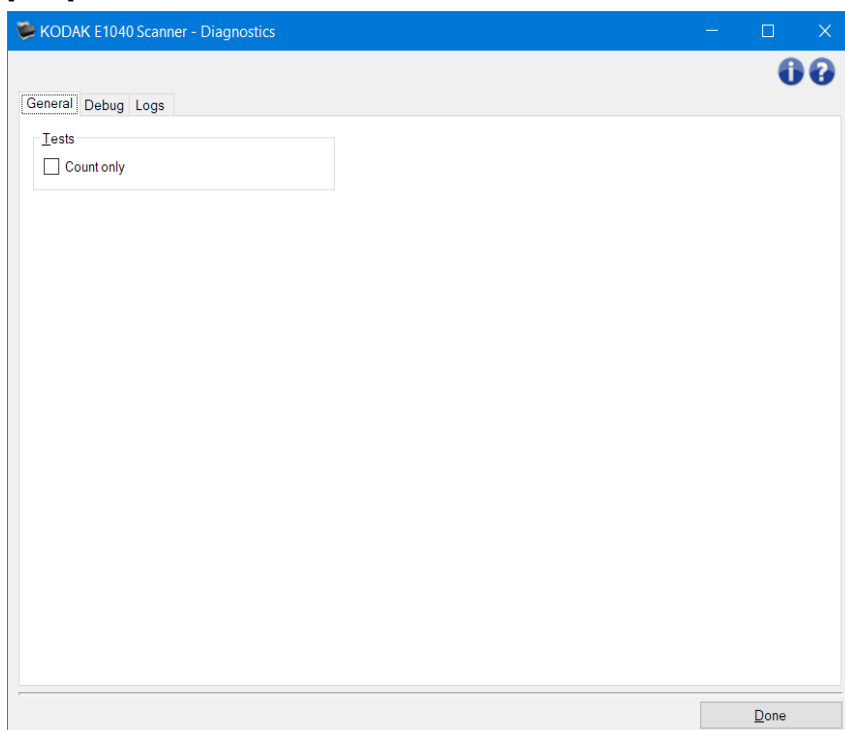 KODAK E1040 Scanner - Diagnostics
General Debug Logs
Tests
Count only
Done